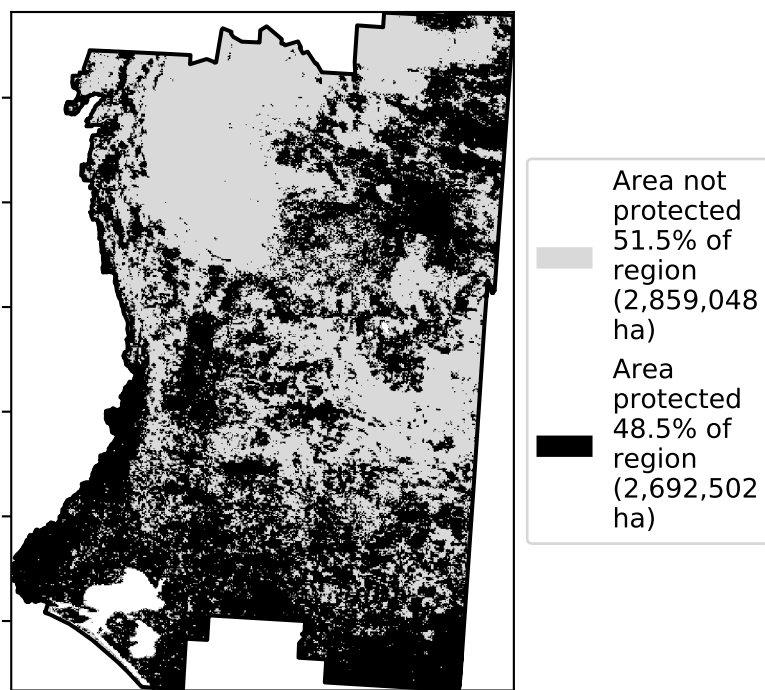 Area not
protected
51.5% of
region
(2,859,048
ha)
Area
protected
48.5% of
region
(2,692,502
ha)